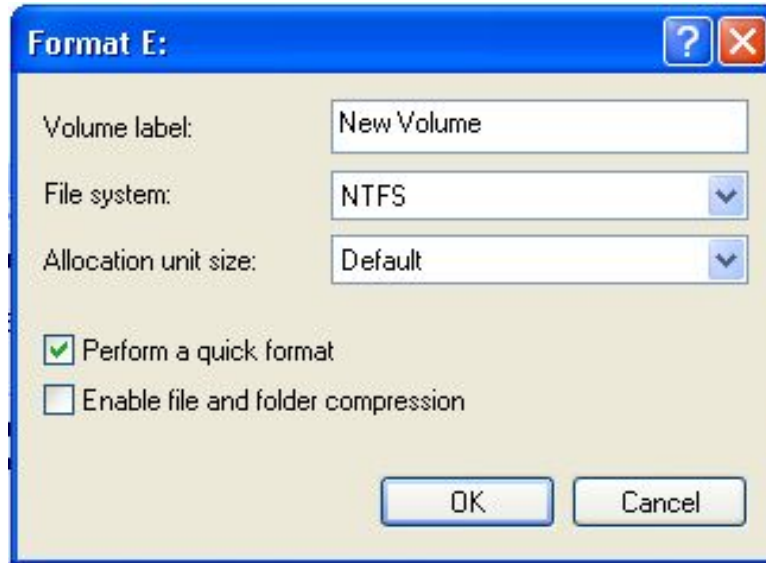 Format E:
Volume label: New Volume
File system: NTFS
Allocation unit size: Default
Perform a quick format
Enable file and folder compression
OK Cancel